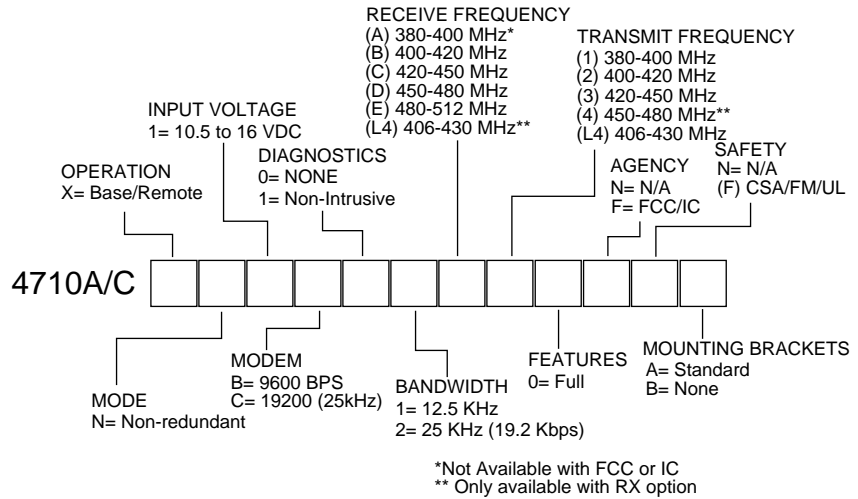 RECEIVE FREQUENCY
(A) 380-400 MHz*
(B) 400-420 MHz
(C) 420-450 MHz
(D) 450-480 MHz
(E) 480-512 MHz
(L4) 406-430 MHz**
TRANSMIT FREQUENCY
(1) 380-400 MHz
(2) 400-420 MHz
(3) 420-450 MHz
(4) 450-480 MHz**
(L4) 406-430 MHz
INPUT VOLTAGE
1= 10.5 to 16 VDC
DIAGNOSTICS
0= NONE
1= Non-Intrusive
OPERATION
X= Base/Remote
AGENCY
N= N/A
F= FCC/IC
SAFETY
N= N/A
(F) CSA/FM/UL
4710A/C
MODE
N= Non-redundant
MODEM
B= 9600 BPS
C= 19200 (25kHz)
BANDWIDTH
1= 12.5 KHz
2= 25 KHz (19.2 Kbps)
FEATURES
0= Full
MOUNTING BRACKETS
A= Standard
B= None
*Not Available with FCC or IC
** Only available with RX option